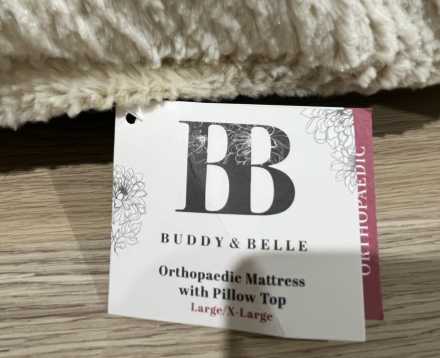 BB
BUDDY & BELLE
Orthopaedic Mattress
with Pillow Top
Large/X-Large
ORTHOPAEDIC